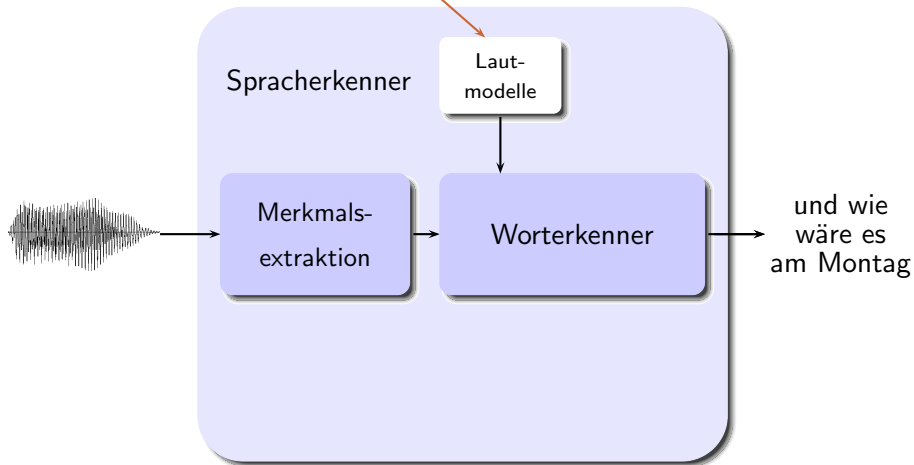 Spracherkenner
Laut-
modelle
Merkmals-
extraktion
Worterkenner
und wie
wäre es
am Montag